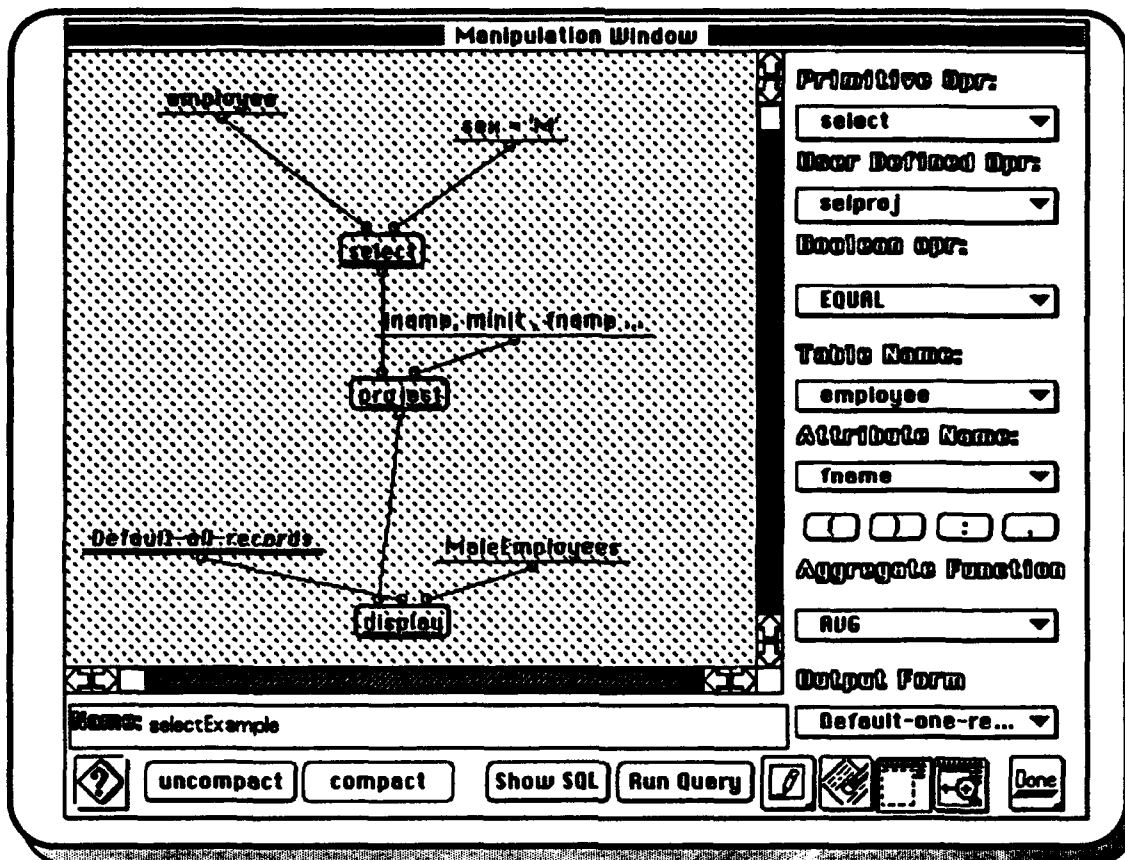 Manipulation Window
employee
sex = 'M'
select
lname, minit, fname ...
project
Default-all-records
MaleEmployees
display
Primitive Opr:
select
User Defined Opr:
selproj
Boolean opr:
EQUAL
Table Name:
employee
Attribute Name:
fname
( ) : ,
Aggregate Function
AVG
Output Form
Default-one-re...
Name: selectExample
? uncompact compact Show SQL Run Query Done